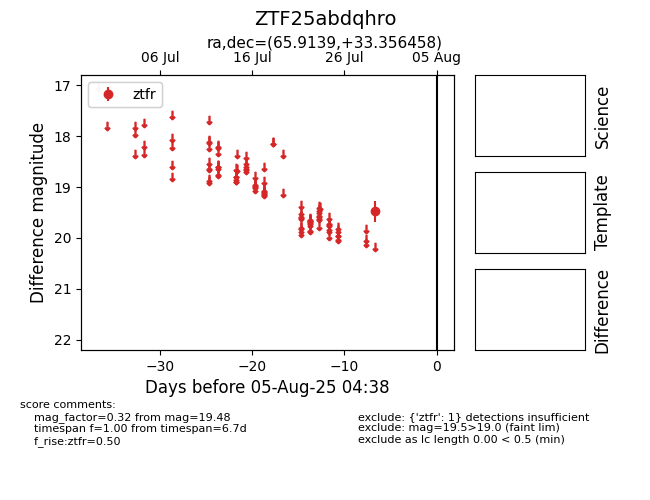 ZTF25abdqhro
ra,dec=(65.9139,+33.356458)
06 Jul 16 Jul 26 Jul 05 Aug
ztfr
17
18
19
20
21
22
Difference magnitude
−30 −20 −10 0
Days before 05-Aug-25 04:38
Science
Template
Difference
score comments:
mag_factor=0.32 from mag=19.48
timespan f=1.00 from timespan=6.7d
f_rise:ztfr=0.50
exclude: {'ztfr': 1} detections insufficient
exclude: mag=19.5>19.0 (faint lim)
exclude as lc length 0.00 < 0.5 (min)